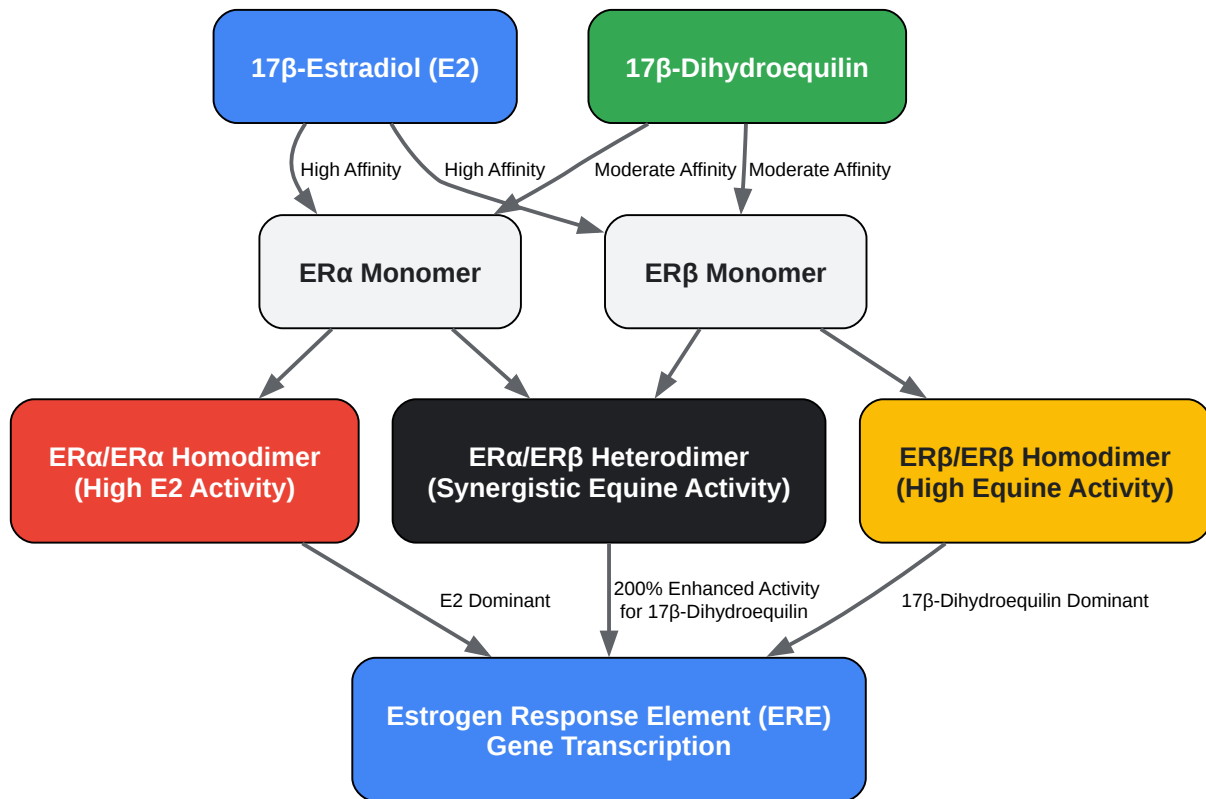 17β-Estradiol (E2)
17β-Dihydroequilin
High Affinity
High Affinity
Moderate Affinity
Moderate Affinity
ERα Monomer
ERβ Monomer
ERα/ERα Homodimer
(High E2 Activity)
ERα/ERβ Heterodimer
(Synergistic Equine Activity)
ERβ/ERβ Homodimer
(High Equine Activity)
E2 Dominant
200% Enhanced Activity
for 17β-Dihydroequilin
17β-Dihydroequilin Dominant
Estrogen Response Element (ERE)
Gene Transcription